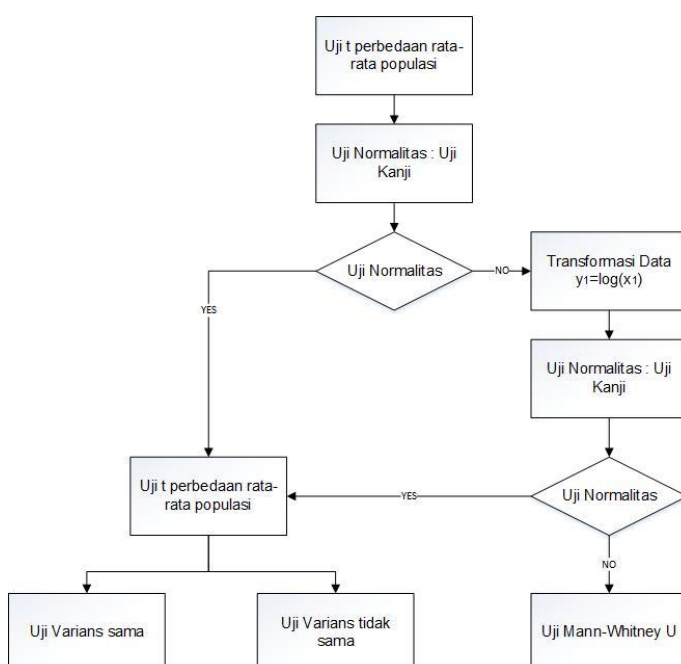 Uji t perbedaan rata-
rata populasi
Uji Normalitas : Uji
Kanji
Uji Normalitas
NO
Transformasi Data
y1=log(x1)
YES
Uji Normalitas : Uji
Kanji
Uji t perbedaan rata-
rata populasi
YES
Uji Normalitas
NO
Uji Varians sama
Uji Varians tidak
sama
Uji Mann-Whitney U